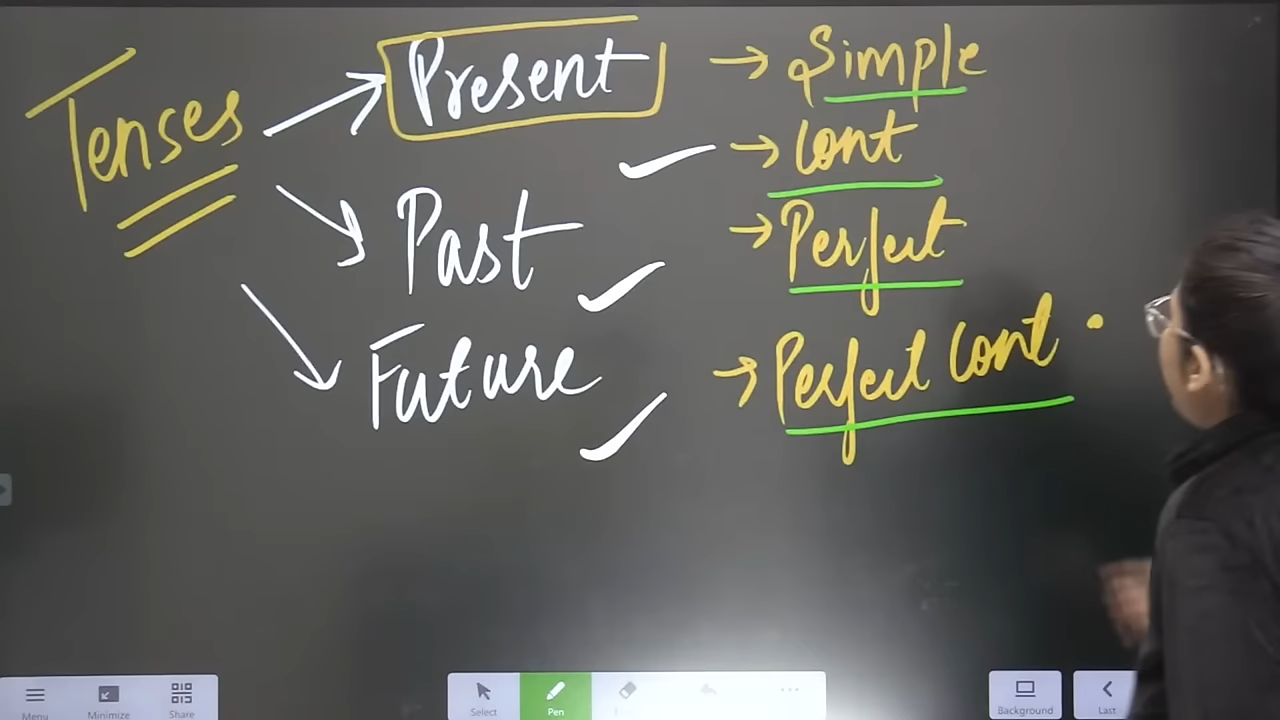 Tenses
Present
Past
Future
Simple
Cont
Perfect
Perfect Cont.
Menu
Minimize
Share
Select
Pen
Background
Last